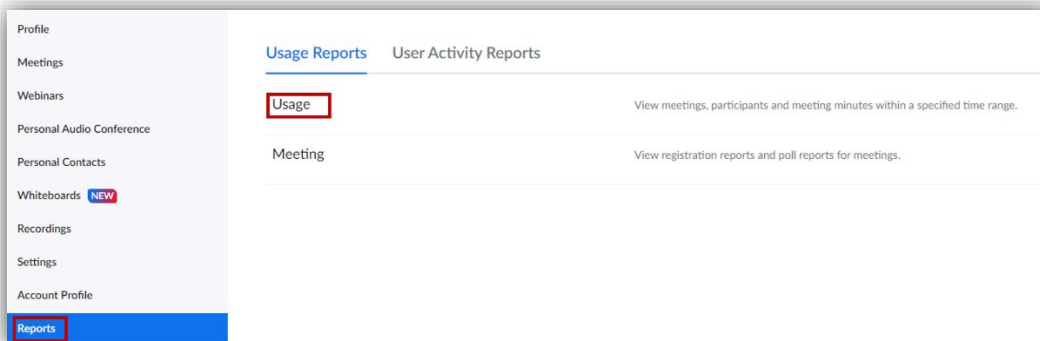 Profile
Meetings
Webinars
Personal Audio Conference
Personal Contacts
Whiteboards NEW
Recordings
Settings
Account Profile
Reports
Usage Reports User Activity Reports
Usage View meetings, participants and meeting minutes within a specified time range.
Meeting View registration reports and poll reports for meetings.